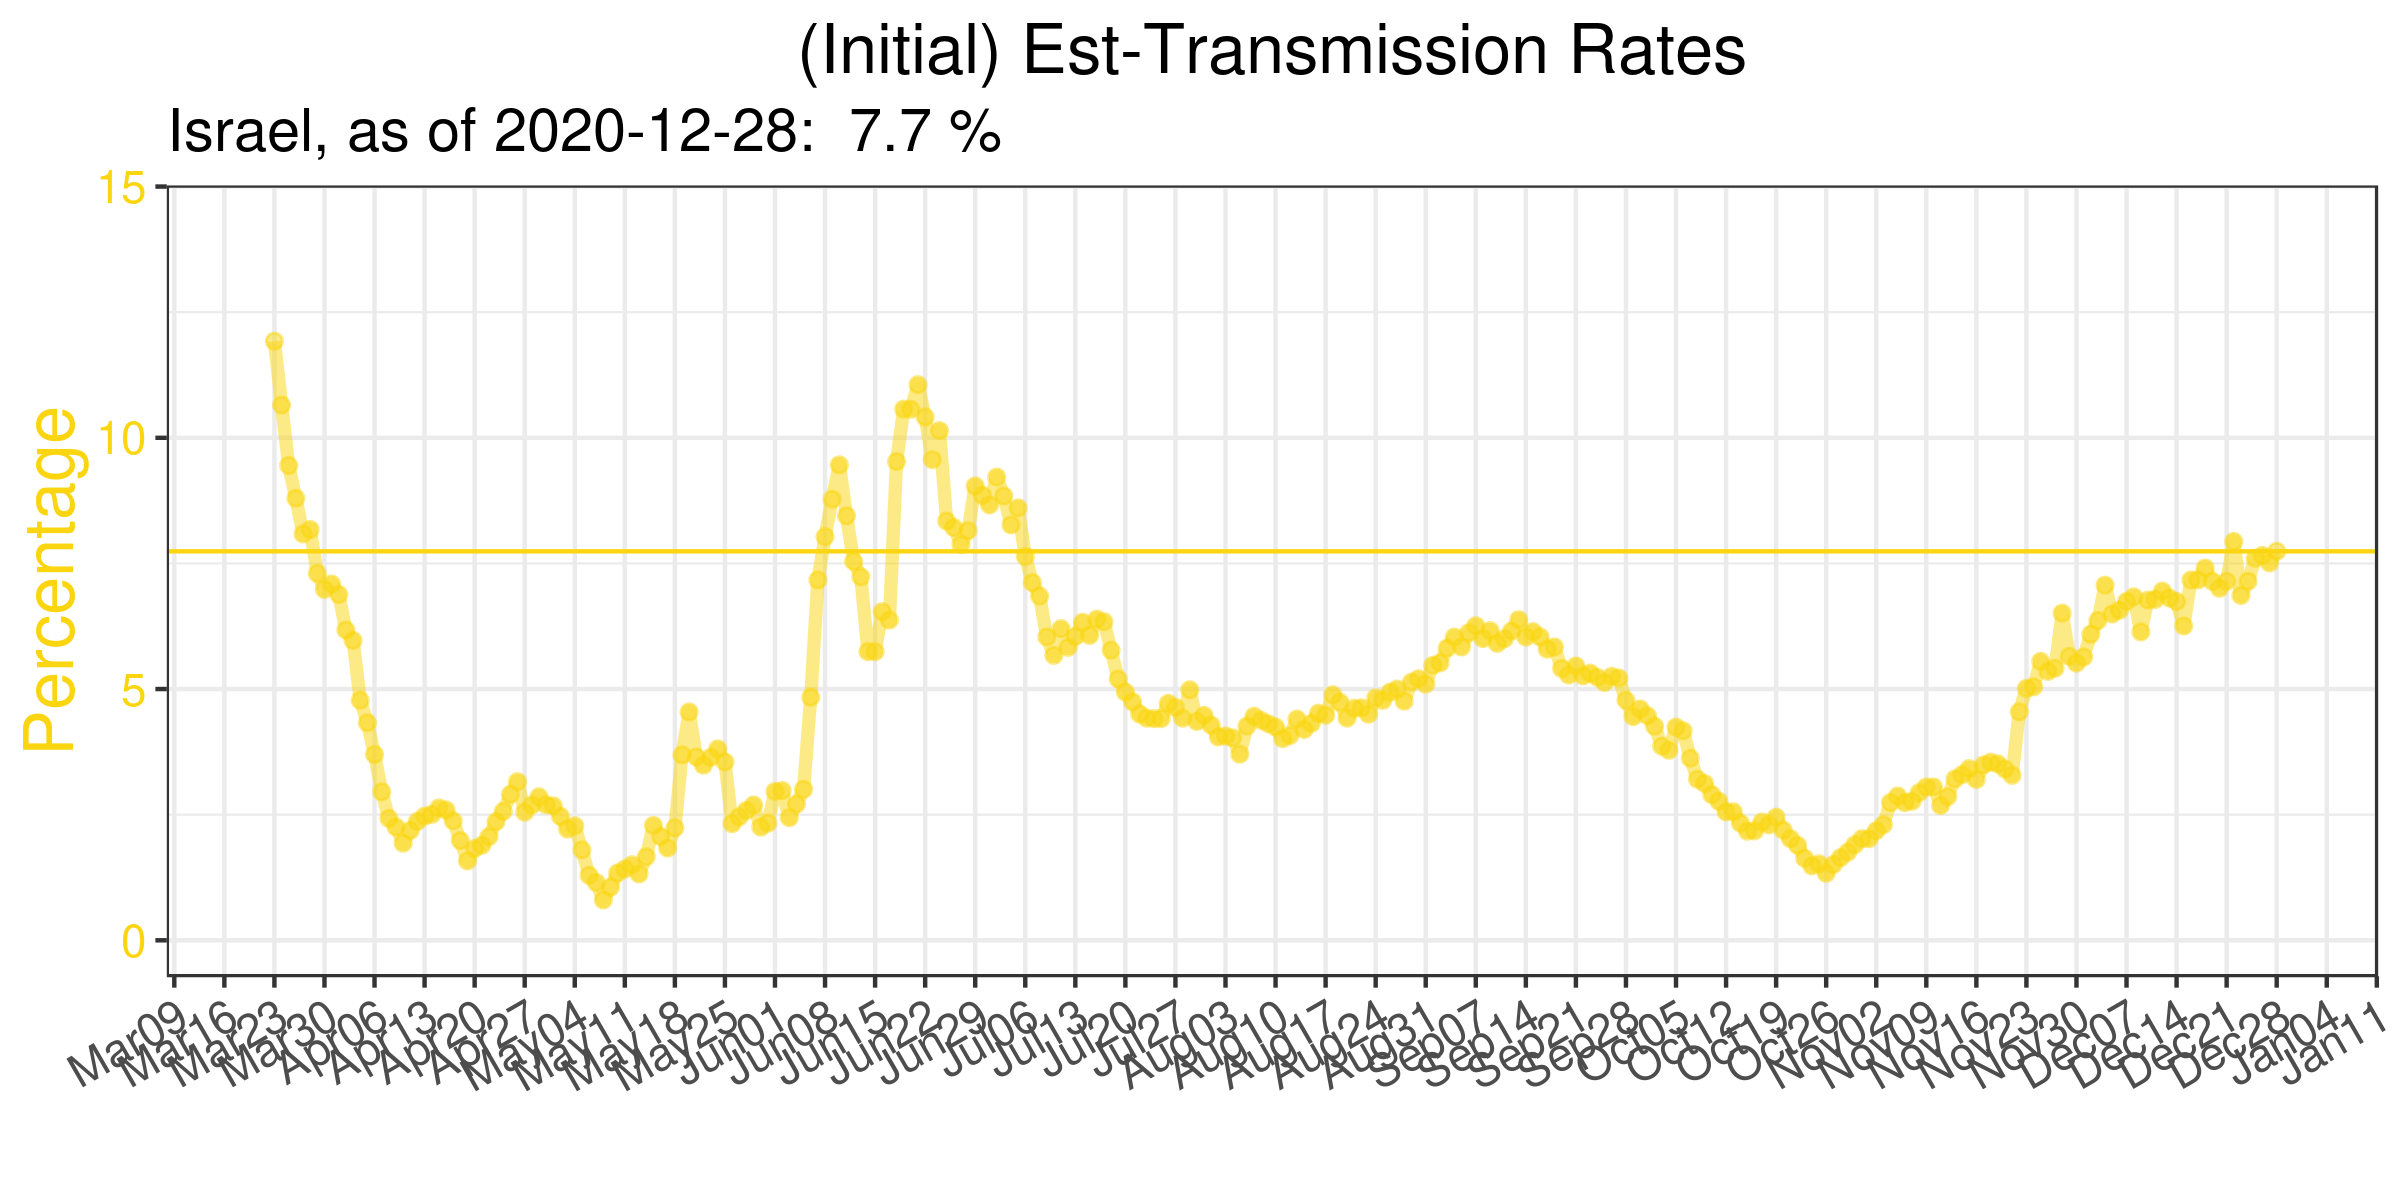 (Initial) Est-Transmission Rates
Israel, as of 2020-12-28:  7.7 %
Percentage
15
10
5
0
Mar09
Mar16
Mar23
Mar30
Apr06
Apr13
Apr20
Apr27
May04
May11
May18
May25
Jun01
Jun08
Jun15
Jun22
Jun29
Jul06
Jul13
Jul20
Jul27
Aug03
Aug10
Aug17
Aug24
Aug31
Sep07
Sep14
Sep21
Sep28
Oct05
Oct12
Oct19
Oct26
Nov02
Nov09
Nov16
Nov23
Nov30
Dec07
Dec14
Dec21
Dec28
Jan04
Jan11